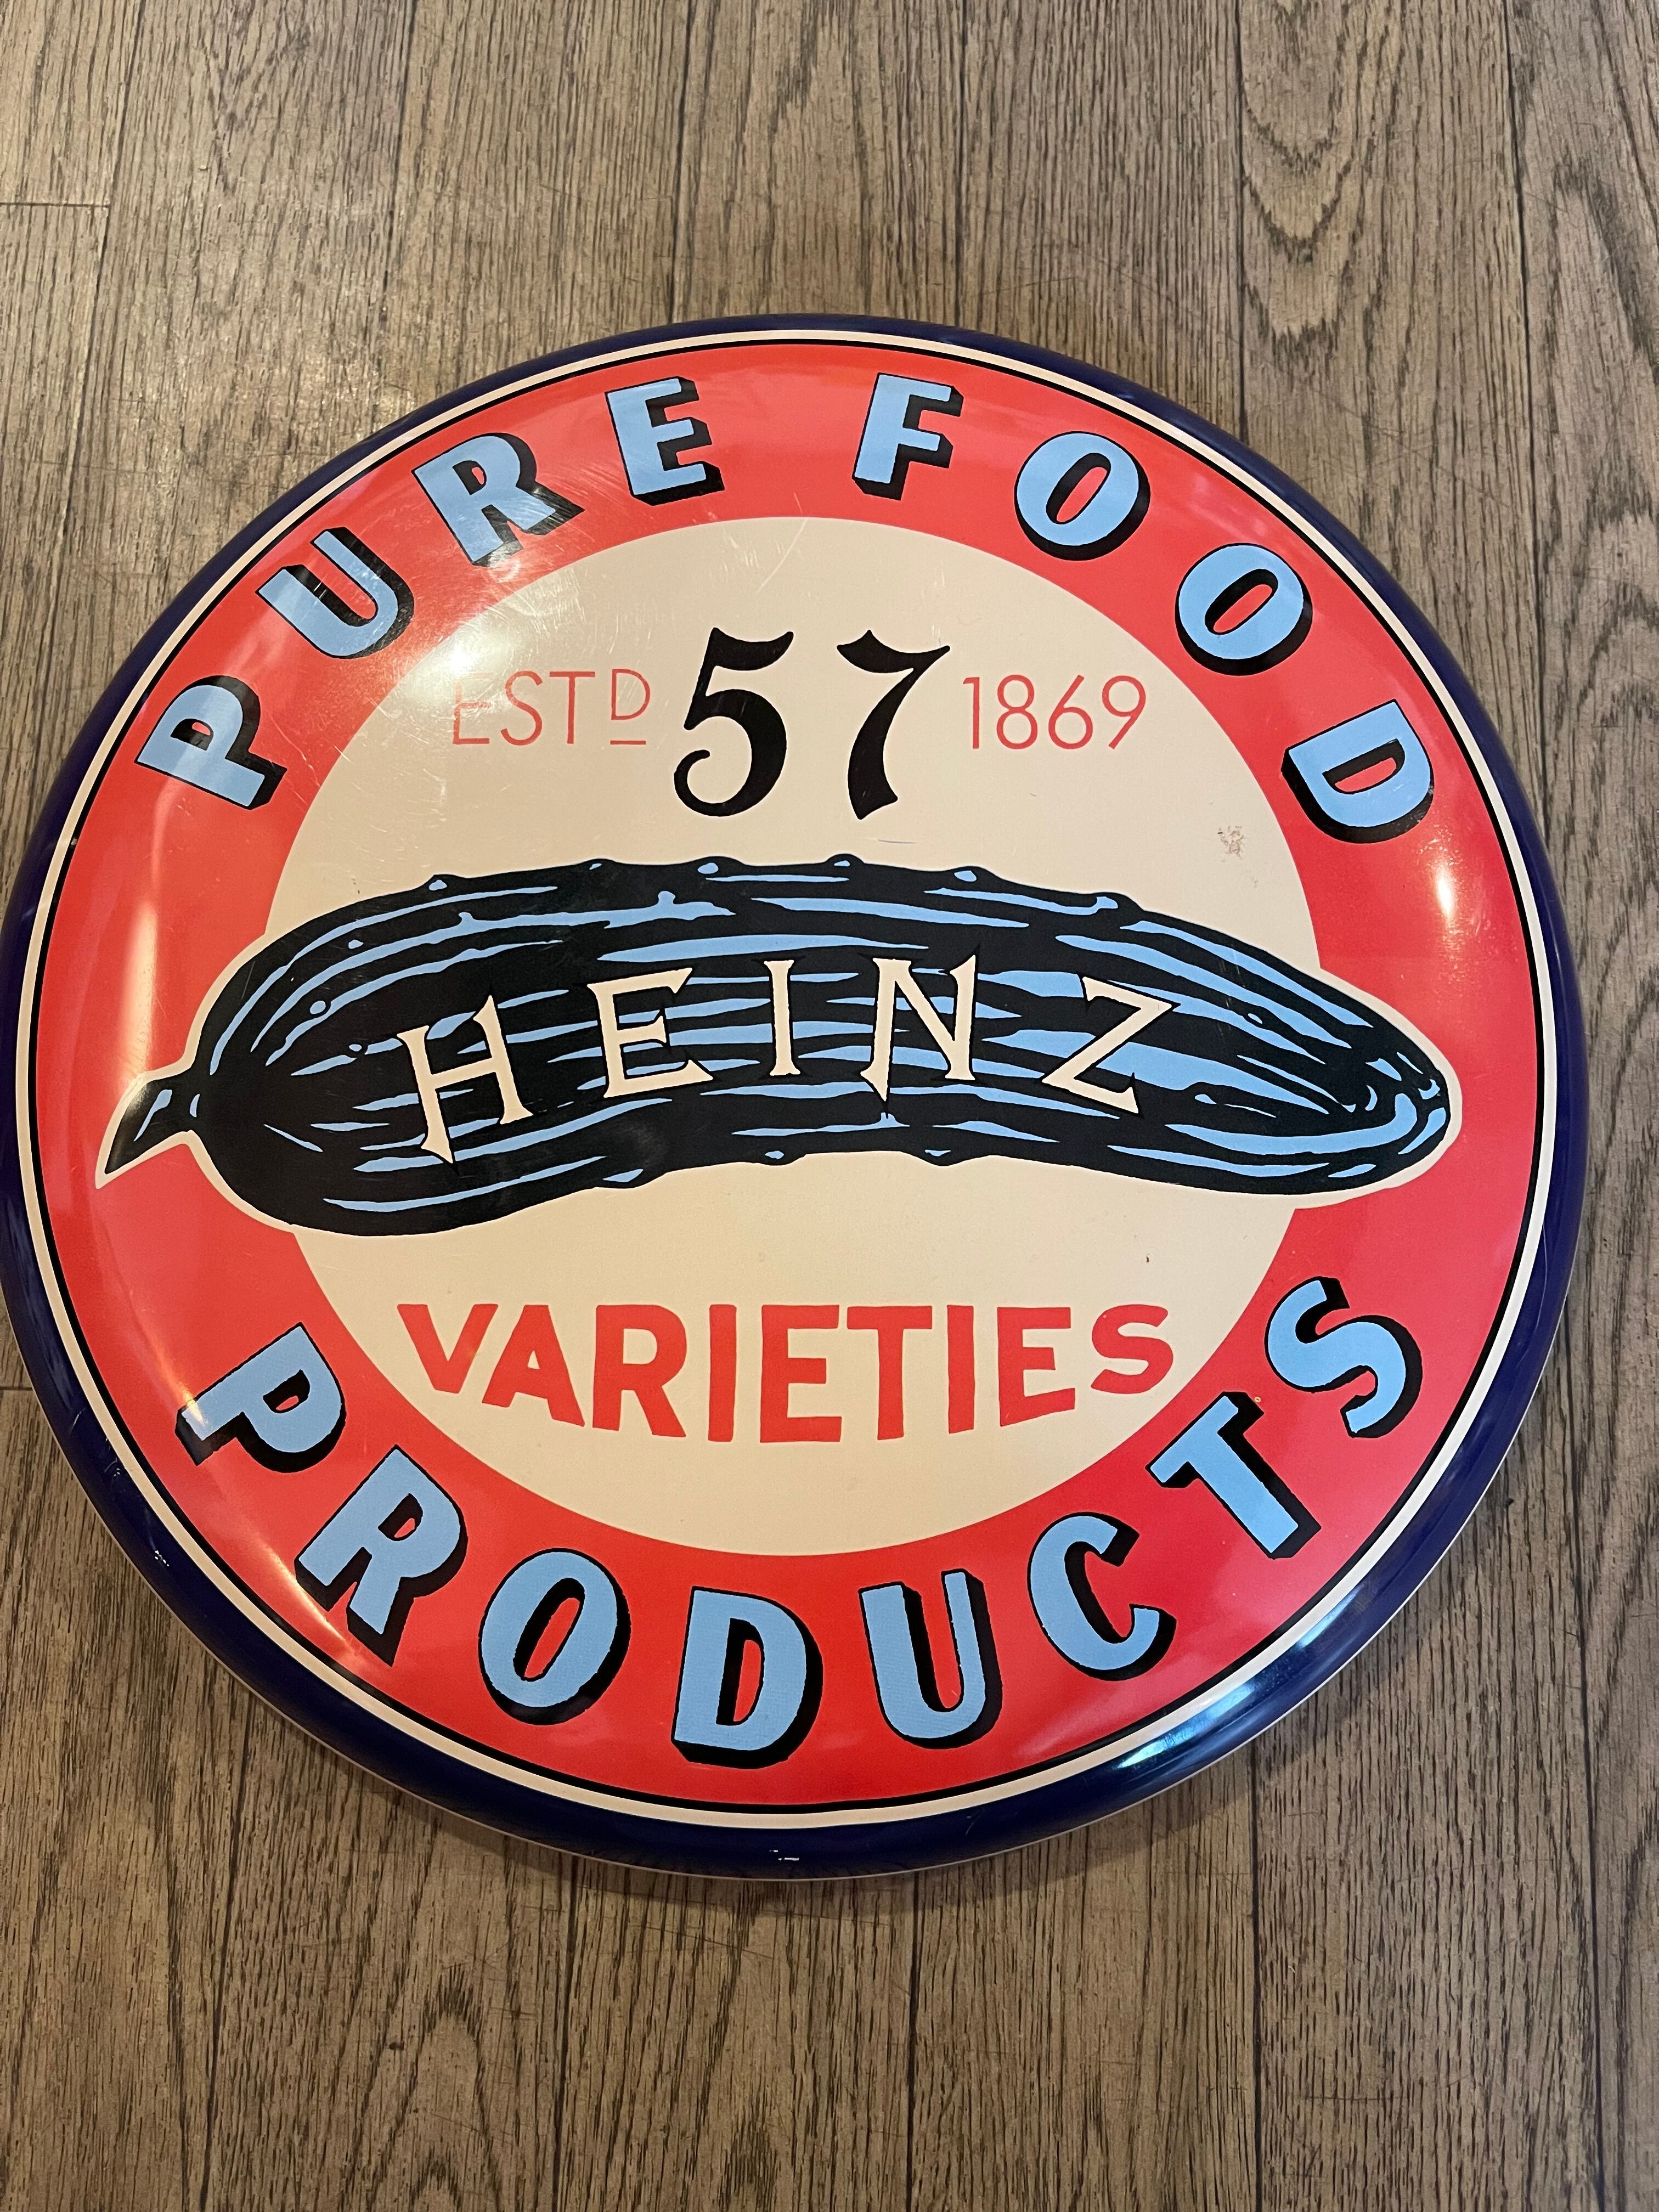 PURE FOOD
ESTD 57 1869
HEINZ
VARIETIES
PRODUCTS